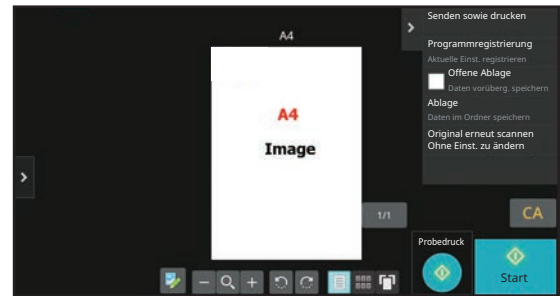 A4
A4
Image
1/1
Senden sowie drucken
Programmregistrierung
Aktuelle Einst. registrieren
Offene Ablage
Daten vorüberg. speichern
Ablage
Daten im Ordner speichern
Original erneut scannen
Ohne Einst. zu ändern
CA
Probedruck
Start